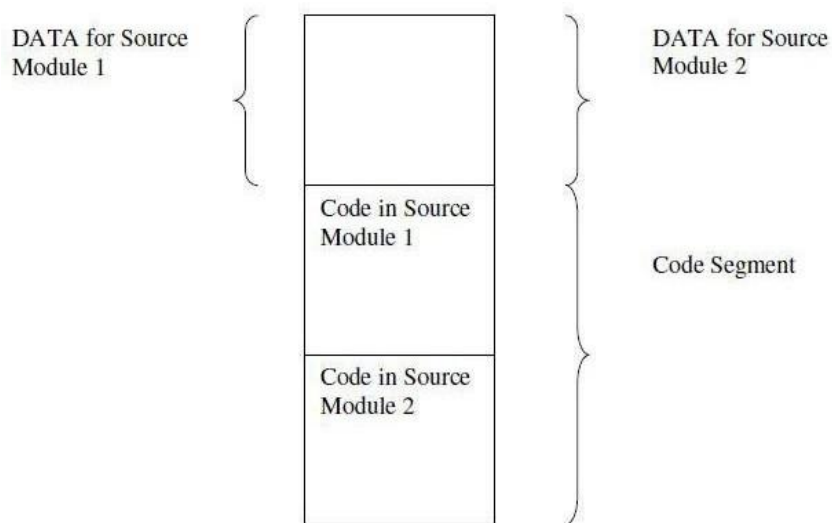 DATA for Source
Module 1
DATA for Source
Module 2
Code in Source
Module 1
Code Segment
Code in Source
Module 2